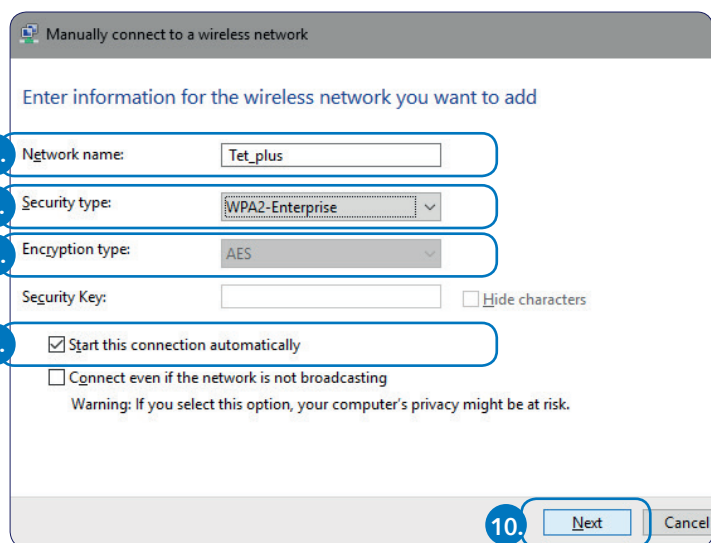 Manually connect to a wireless network
Enter information for the wireless network you want to add
Network name: Tet_plus
Security type: WPA2-Enterprise
Encryption type: AES
Security Key: Hide characters
Start this connection automatically
Connect even if the network is not broadcasting
Warning: If you select this option, your computer's privacy might be at risk.
10. Next Cancel